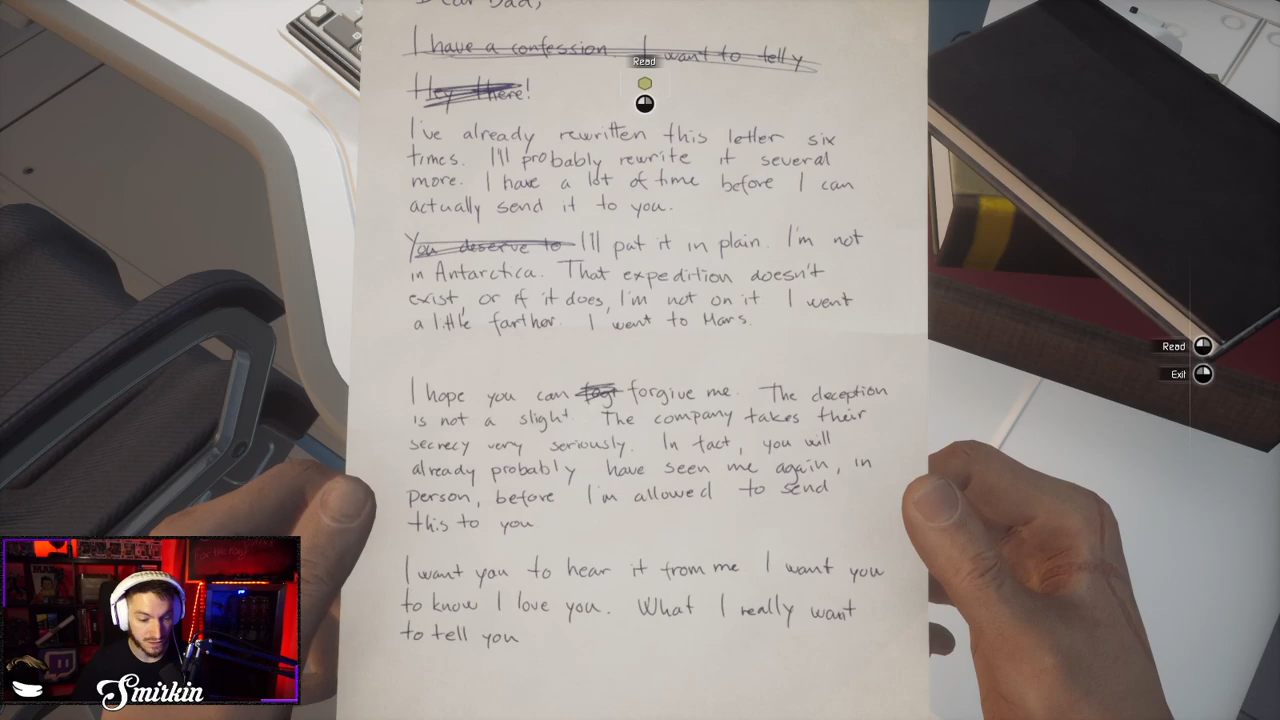 Dear Dad,
I have a confession I want to telly
Read
Hey there!
I've already rewritten this letter six
times. I'll probably rewrite it several
more. I have a lot of time before I can
actually send it to you.
You deserve to I'll put it in plain. I'm not
in Antarctica. That expedition doesn't
exist, or if it does, I'm not on it I went
a little farther. I went to Mars.
Read
Exit
I hope you can forgive me. The deception
is not a slight. The company takes their
secrecy very seriously. In fact, you will
already probably have seen me again, in
person, before I'm allowed to send
this to you
I want you to hear it from me I want you
to know I love you. What I really want
to tell you
Smirkin